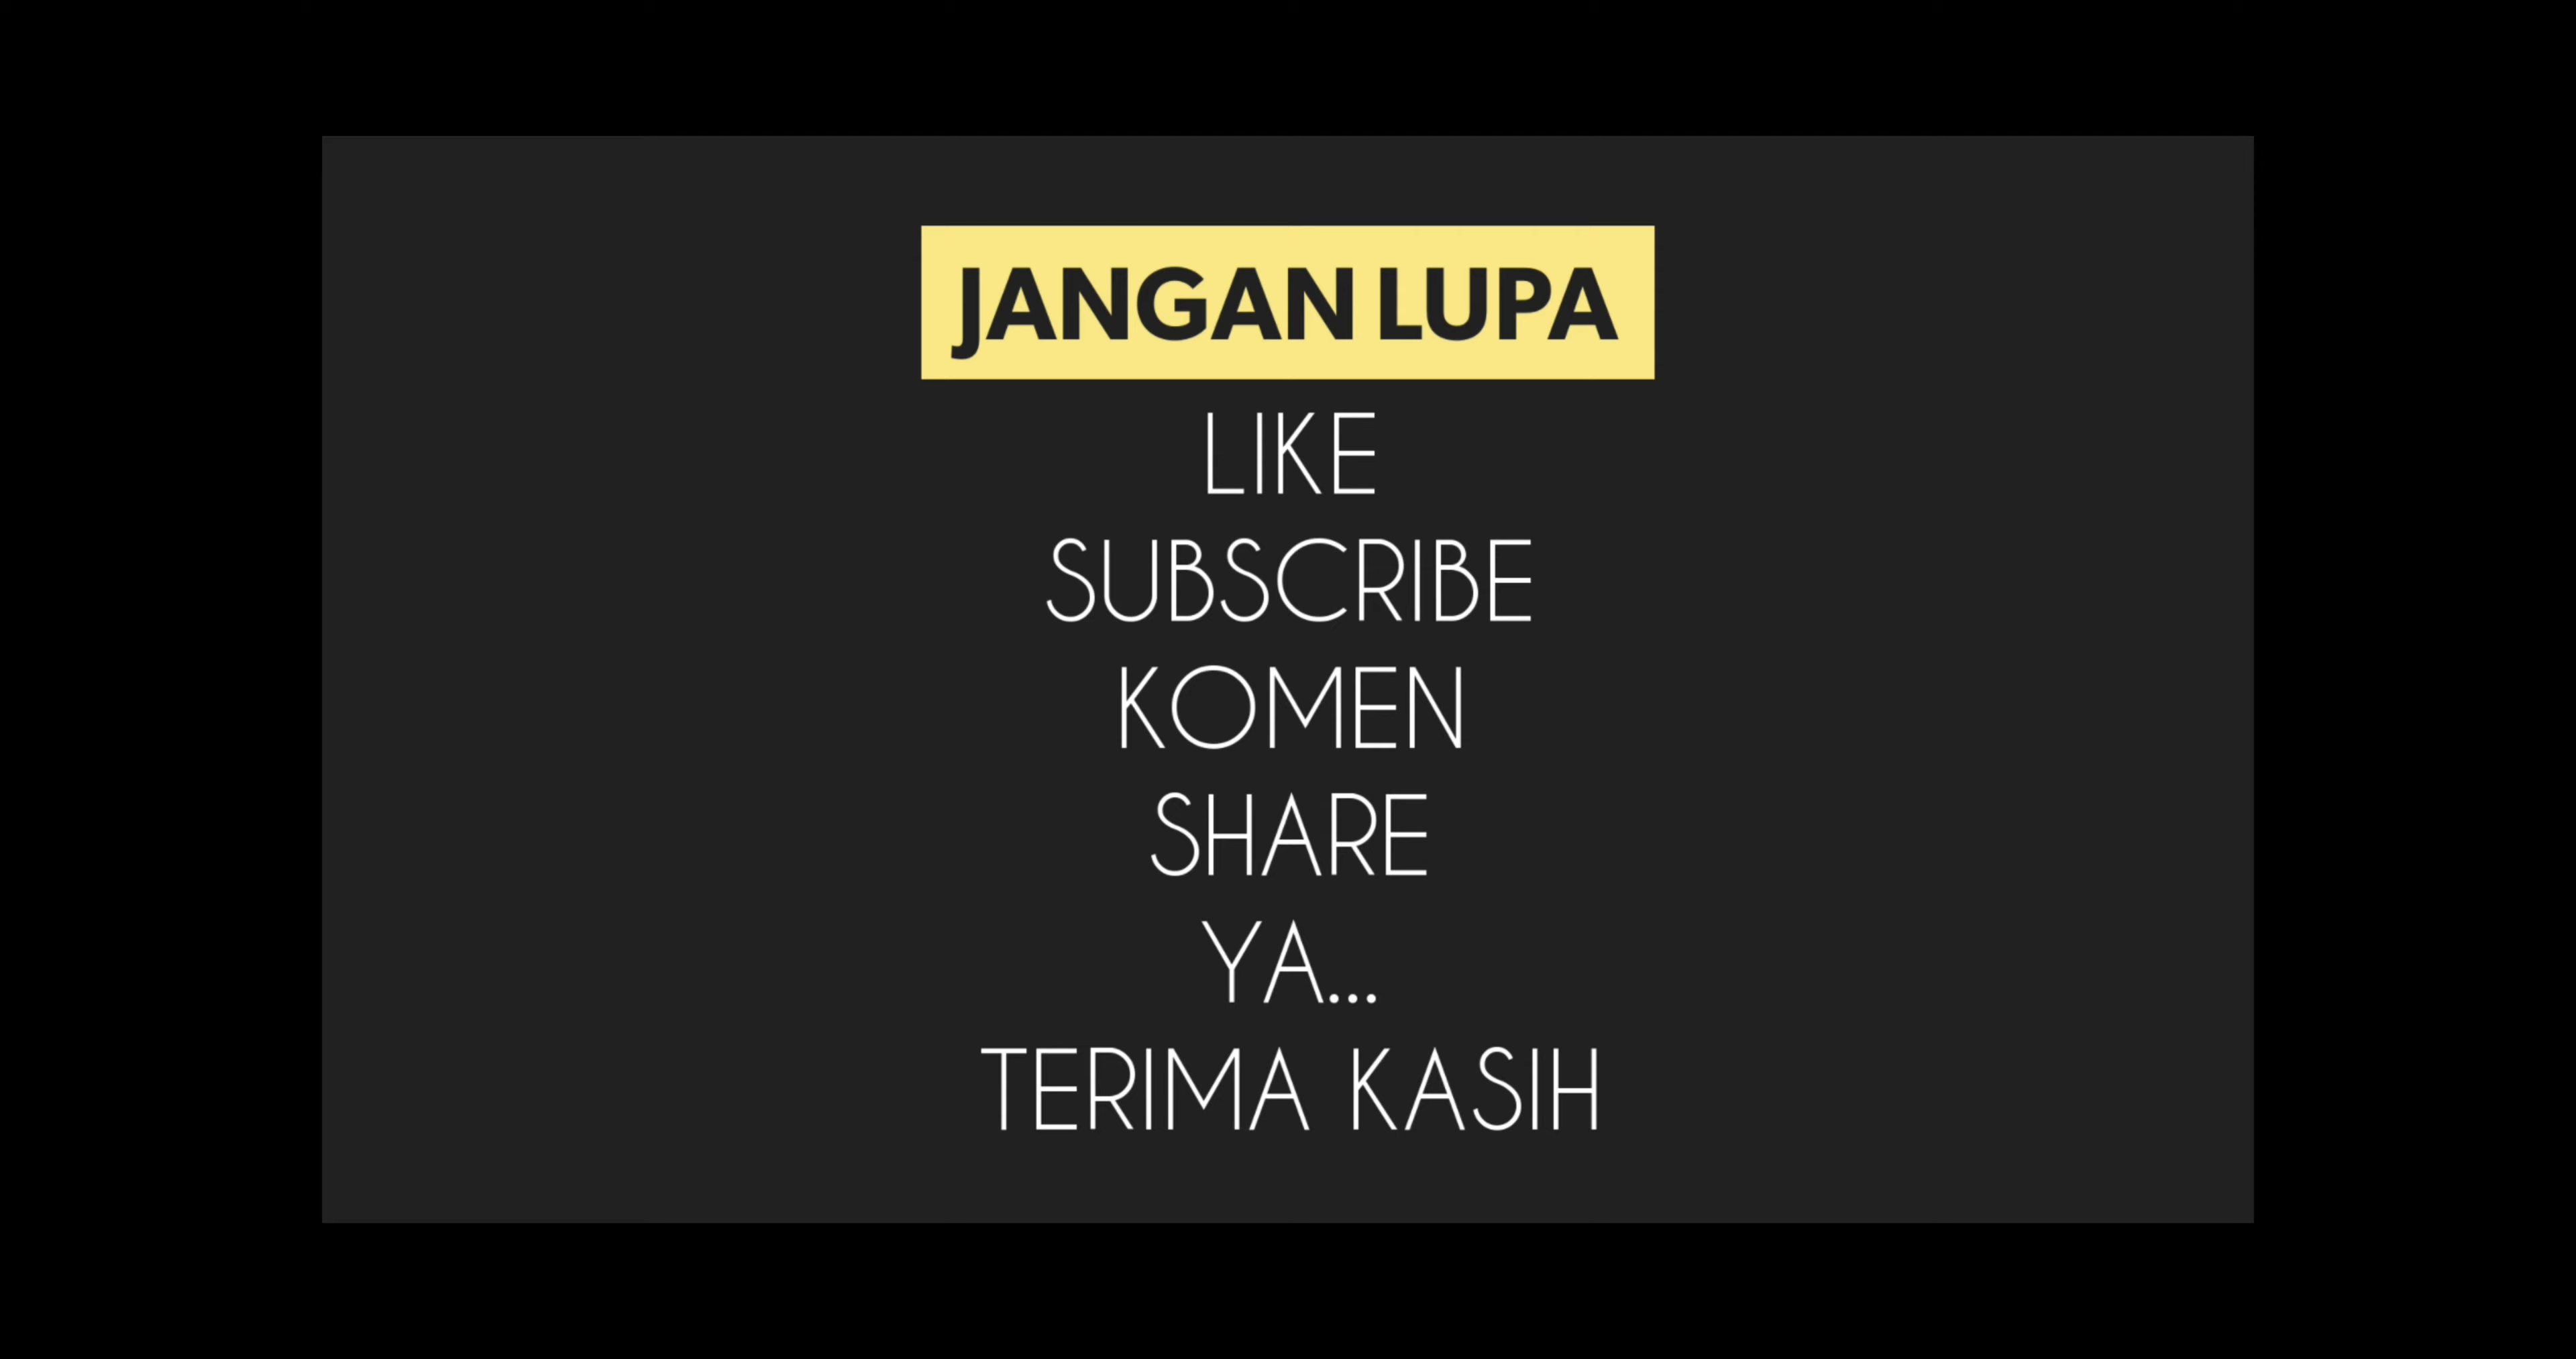 JANGAN LUPA
LIKE
SUBSCRIBE
KOMEN
SHARE
YA...
TERIMA KASIH